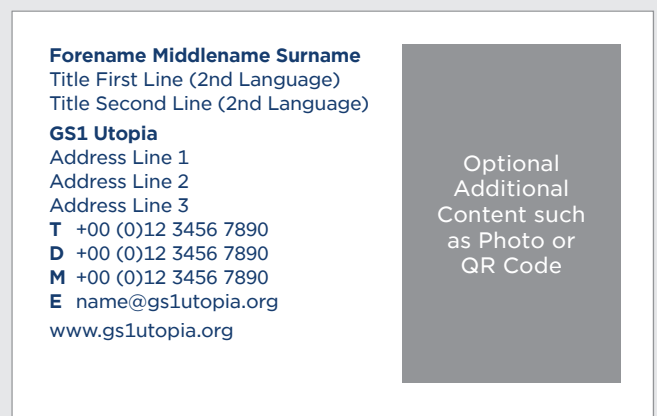 Forename Middlename Surname
Title First Line (2nd Language)
Title Second Line (2nd Language)
GS1 Utopia
Address Line 1
Address Line 2
Address Line 3
T +00 (0)12 3456 7890
D +00 (0)12 3456 7890
M +00 (0)12 3456 7890
E name@gs1utopia.org
www.gs1utopia.org
Optional
Additional
Content such
as Photo or
QR Code